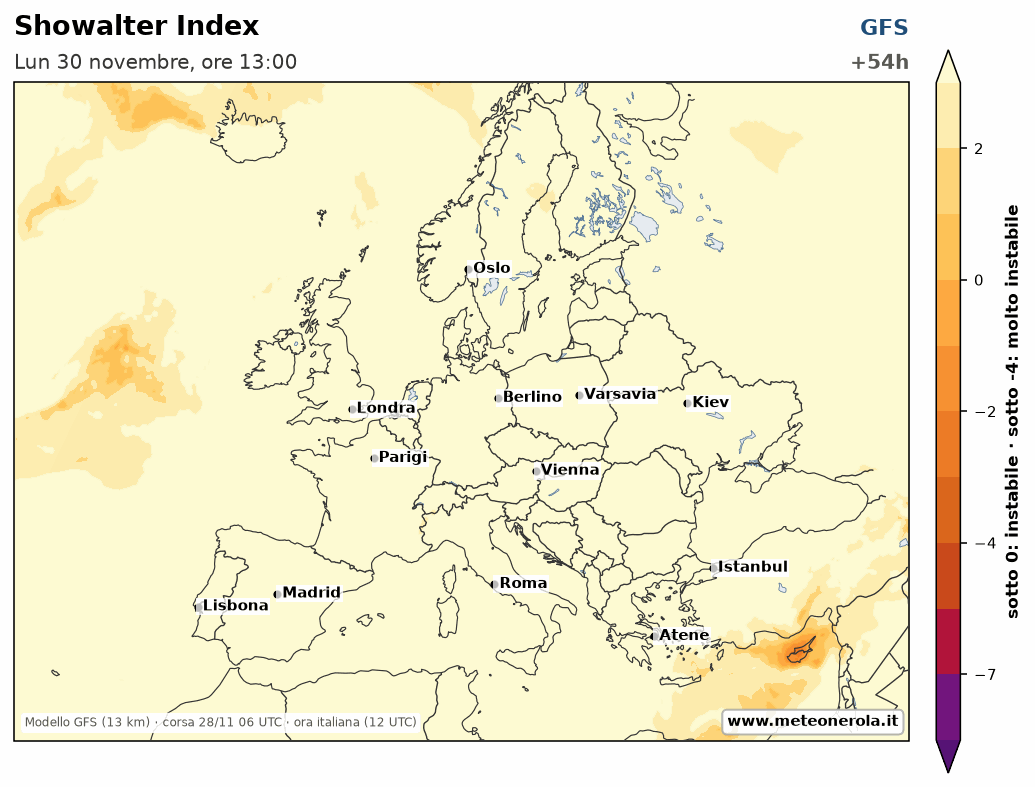 Showalter Index
GFS
Lun 30 novembre, ore 13:00
+54h
Oslo
Berlino
Varsavia
Kiev
Londra
Parigi
Vienna
Istanbul
Roma
Madrid
Lisbona
Atene
Modello GFS (13 km) · corsa 28/11 06 UTC · ora italiana (12 UTC)
www.meteonerola.it
2
0
−2
−4
−7
sotto 0: instabile · sotto -4: molto instabile